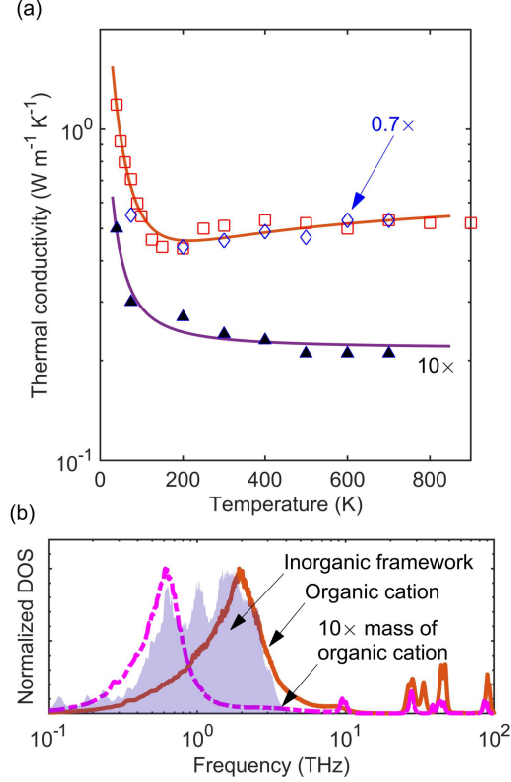 (a)
Thermal conductivity (W m⁻¹ K⁻¹)
10⁰
10⁻¹
0.7×
10×
0 200 400 600 800
Temperature (K)
(b)
Normalized DOS
Inorganic framework
Organic cation
10× mass of
organic cation
10⁻¹ 10⁰ 10¹ 10²
Frequency (THz)